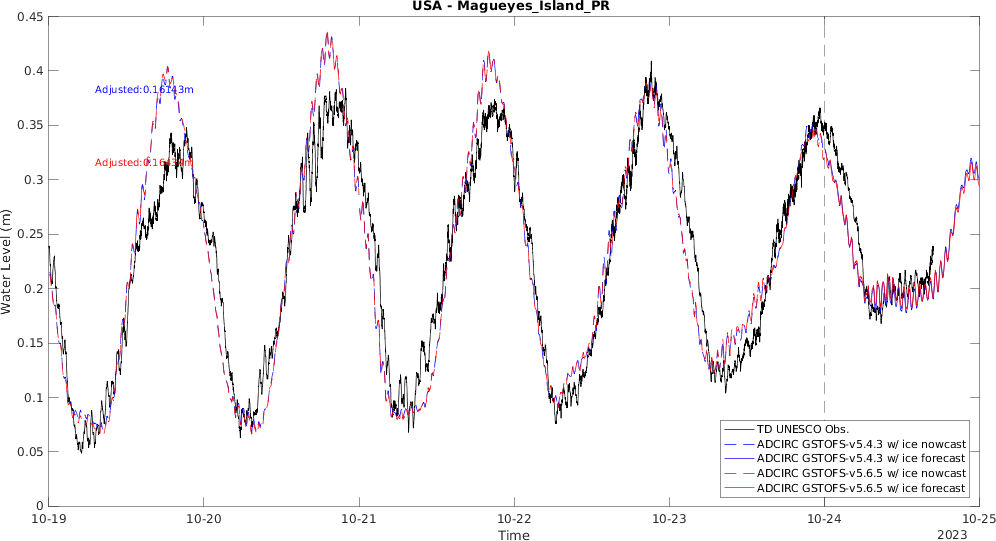 USA - Magueyes_Island_PR
0.45
0.4
0.35
0.3
0.25
0.2
0.15
0.1
0.05
0
Water Level (m)
Adjusted:0.16143m
10-19
10-20
10-21
10-22
10-23
10-24
10-25
Time
2023
TD UNESCO Obs.
ADCIRC GSTOFS-v5.4.3 w/ ice nowcast
ADCIRC GSTOFS-v5.4.3 w/ ice forecast
ADCIRC GSTOFS-v5.6.5 w/ ice nowcast
ADCIRC GSTOFS-v5.6.5 w/ ice forecast